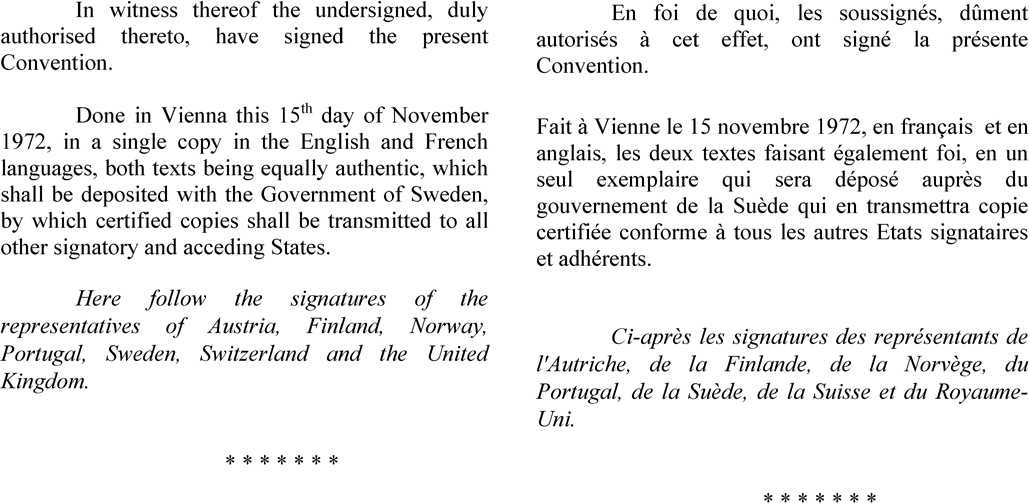 In witness thereof the undersigned, duly
authorised thereto, have signed the present
Convention.
Done in Vienna this 15th day of November
1972, in a single copy in the English and French
languages, both texts being equally authentic, which
shall be deposited with the Government of Sweden,
by which certified copies shall be transmitted to all
other signatory and acceding States.
Here follow the signatures of the
representatives of Austria, Finland, Norway,
Portugal, Sweden, Switzerland and the United
Kingdom.
* * * * * * *
En foi de quoi, les soussignés, dûment
autorisés à cet effet, ont signé la présente
Convention.
Fait à Vienne le 15 novembre 1972, en français et en
anglais, les deux textes faisant également foi, en un
seul exemplaire qui sera déposé auprès du
gouvernement de la Suède qui en transmettra copie
certifiée conforme à tous les autres Etats signataires
et adhérents.
Ci-après les signatures des représentants de
l'Autriche, de la Finlande, de la Norvège, du
Portugal, de la Suède, de la Suisse et du Royaume-
Uni.
* * * * * * *